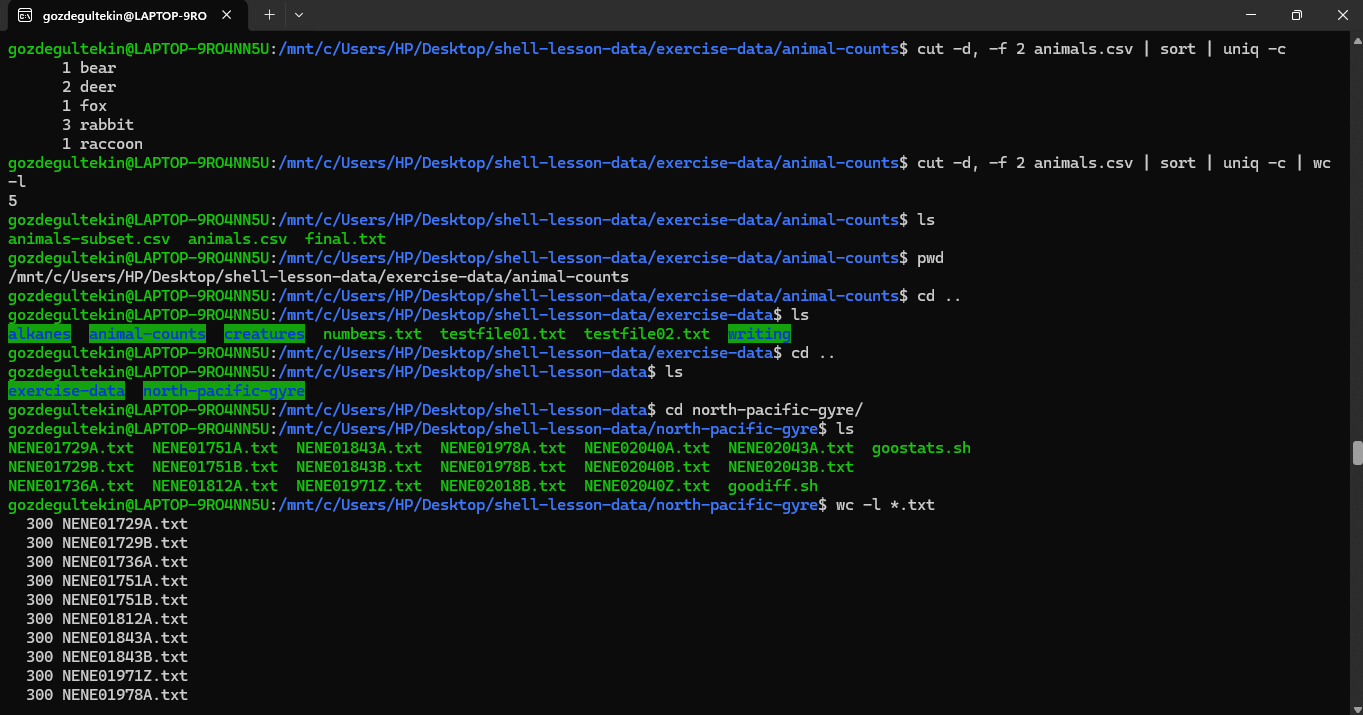 gozdegultekin@LAPTOP-9RO
gozdegultekin@LAPTOP-9RO4NN5U:/mnt/c/Users/HP/Desktop/shell-lesson-data/exercise-data/animal-counts$ cut -d, -f 2 animals.csv | sort | uniq -c
      1 bear
      2 deer
      1 fox
      3 rabbit
      1 raccoon
gozdegultekin@LAPTOP-9RO4NN5U:/mnt/c/Users/HP/Desktop/shell-lesson-data/exercise-data/animal-counts$ cut -d, -f 2 animals.csv | sort | uniq -c | wc
-l
5
gozdegultekin@LAPTOP-9RO4NN5U:/mnt/c/Users/HP/Desktop/shell-lesson-data/exercise-data/animal-counts$ ls
animals-subset.csv  animals.csv  final.txt
gozdegultekin@LAPTOP-9RO4NN5U:/mnt/c/Users/HP/Desktop/shell-lesson-data/exercise-data/animal-counts$ pwd
/mnt/c/Users/HP/Desktop/shell-lesson-data/exercise-data/animal-counts
gozdegultekin@LAPTOP-9RO4NN5U:/mnt/c/Users/HP/Desktop/shell-lesson-data/exercise-data/animal-counts$ cd ..
gozdegultekin@LAPTOP-9RO4NN5U:/mnt/c/Users/HP/Desktop/shell-lesson-data/exercise-data$ ls
alkanes  animal-counts  creatures  numbers.txt  testfile01.txt  testfile02.txt  writing
gozdegultekin@LAPTOP-9RO4NN5U:/mnt/c/Users/HP/Desktop/shell-lesson-data/exercise-data$ cd ..
gozdegultekin@LAPTOP-9RO4NN5U:/mnt/c/Users/HP/Desktop/shell-lesson-data$ ls
exercise-data  north-pacific-gyre
gozdegultekin@LAPTOP-9RO4NN5U:/mnt/c/Users/HP/Desktop/shell-lesson-data$ cd north-pacific-gyre/
gozdegultekin@LAPTOP-9RO4NN5U:/mnt/c/Users/HP/Desktop/shell-lesson-data/north-pacific-gyre$ ls
NENE01729A.txt  NENE01751A.txt  NENE01843A.txt  NENE01978A.txt  NENE02040A.txt  NENE02043A.txt  goostats.sh
NENE01729B.txt  NENE01751B.txt  NENE01843B.txt  NENE01978B.txt  NENE02040B.txt  NENE02043B.txt
NENE01736A.txt  NENE01812A.txt  NENE01971Z.txt  NENE02018B.txt  NENE02040Z.txt  goodiff.sh
gozdegultekin@LAPTOP-9RO4NN5U:/mnt/c/Users/HP/Desktop/shell-lesson-data/north-pacific-gyre$ wc -l *.txt
  300 NENE01729A.txt
  300 NENE01729B.txt
  300 NENE01736A.txt
  300 NENE01751A.txt
  300 NENE01751B.txt
  300 NENE01812A.txt
  300 NENE01843A.txt
  300 NENE01843B.txt
  300 NENE01971Z.txt
  300 NENE01978A.txt